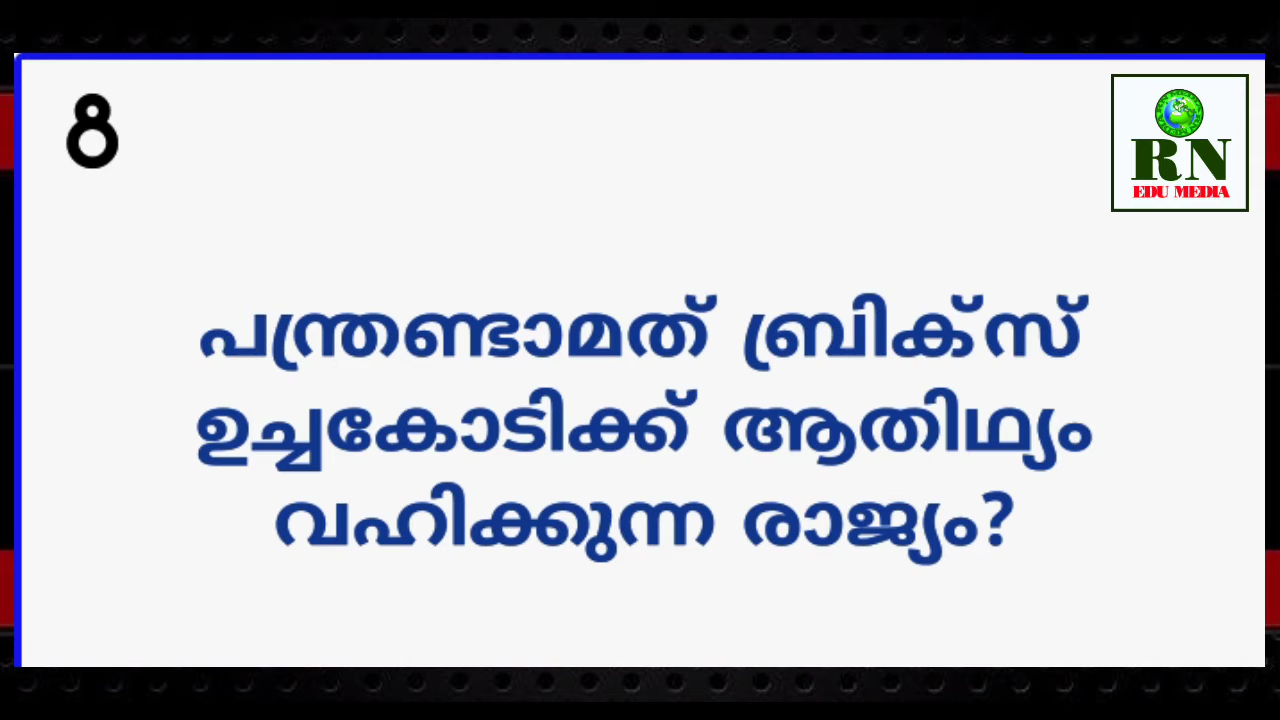 8
RN
EDU MEDIA
പന്ത്രണ്ടാമത് ബ്രിക്സ്
ഉച്ചകോടിക്ക് ആതിഥ്യം
വഹിക്കുന്ന രാജ്യം?